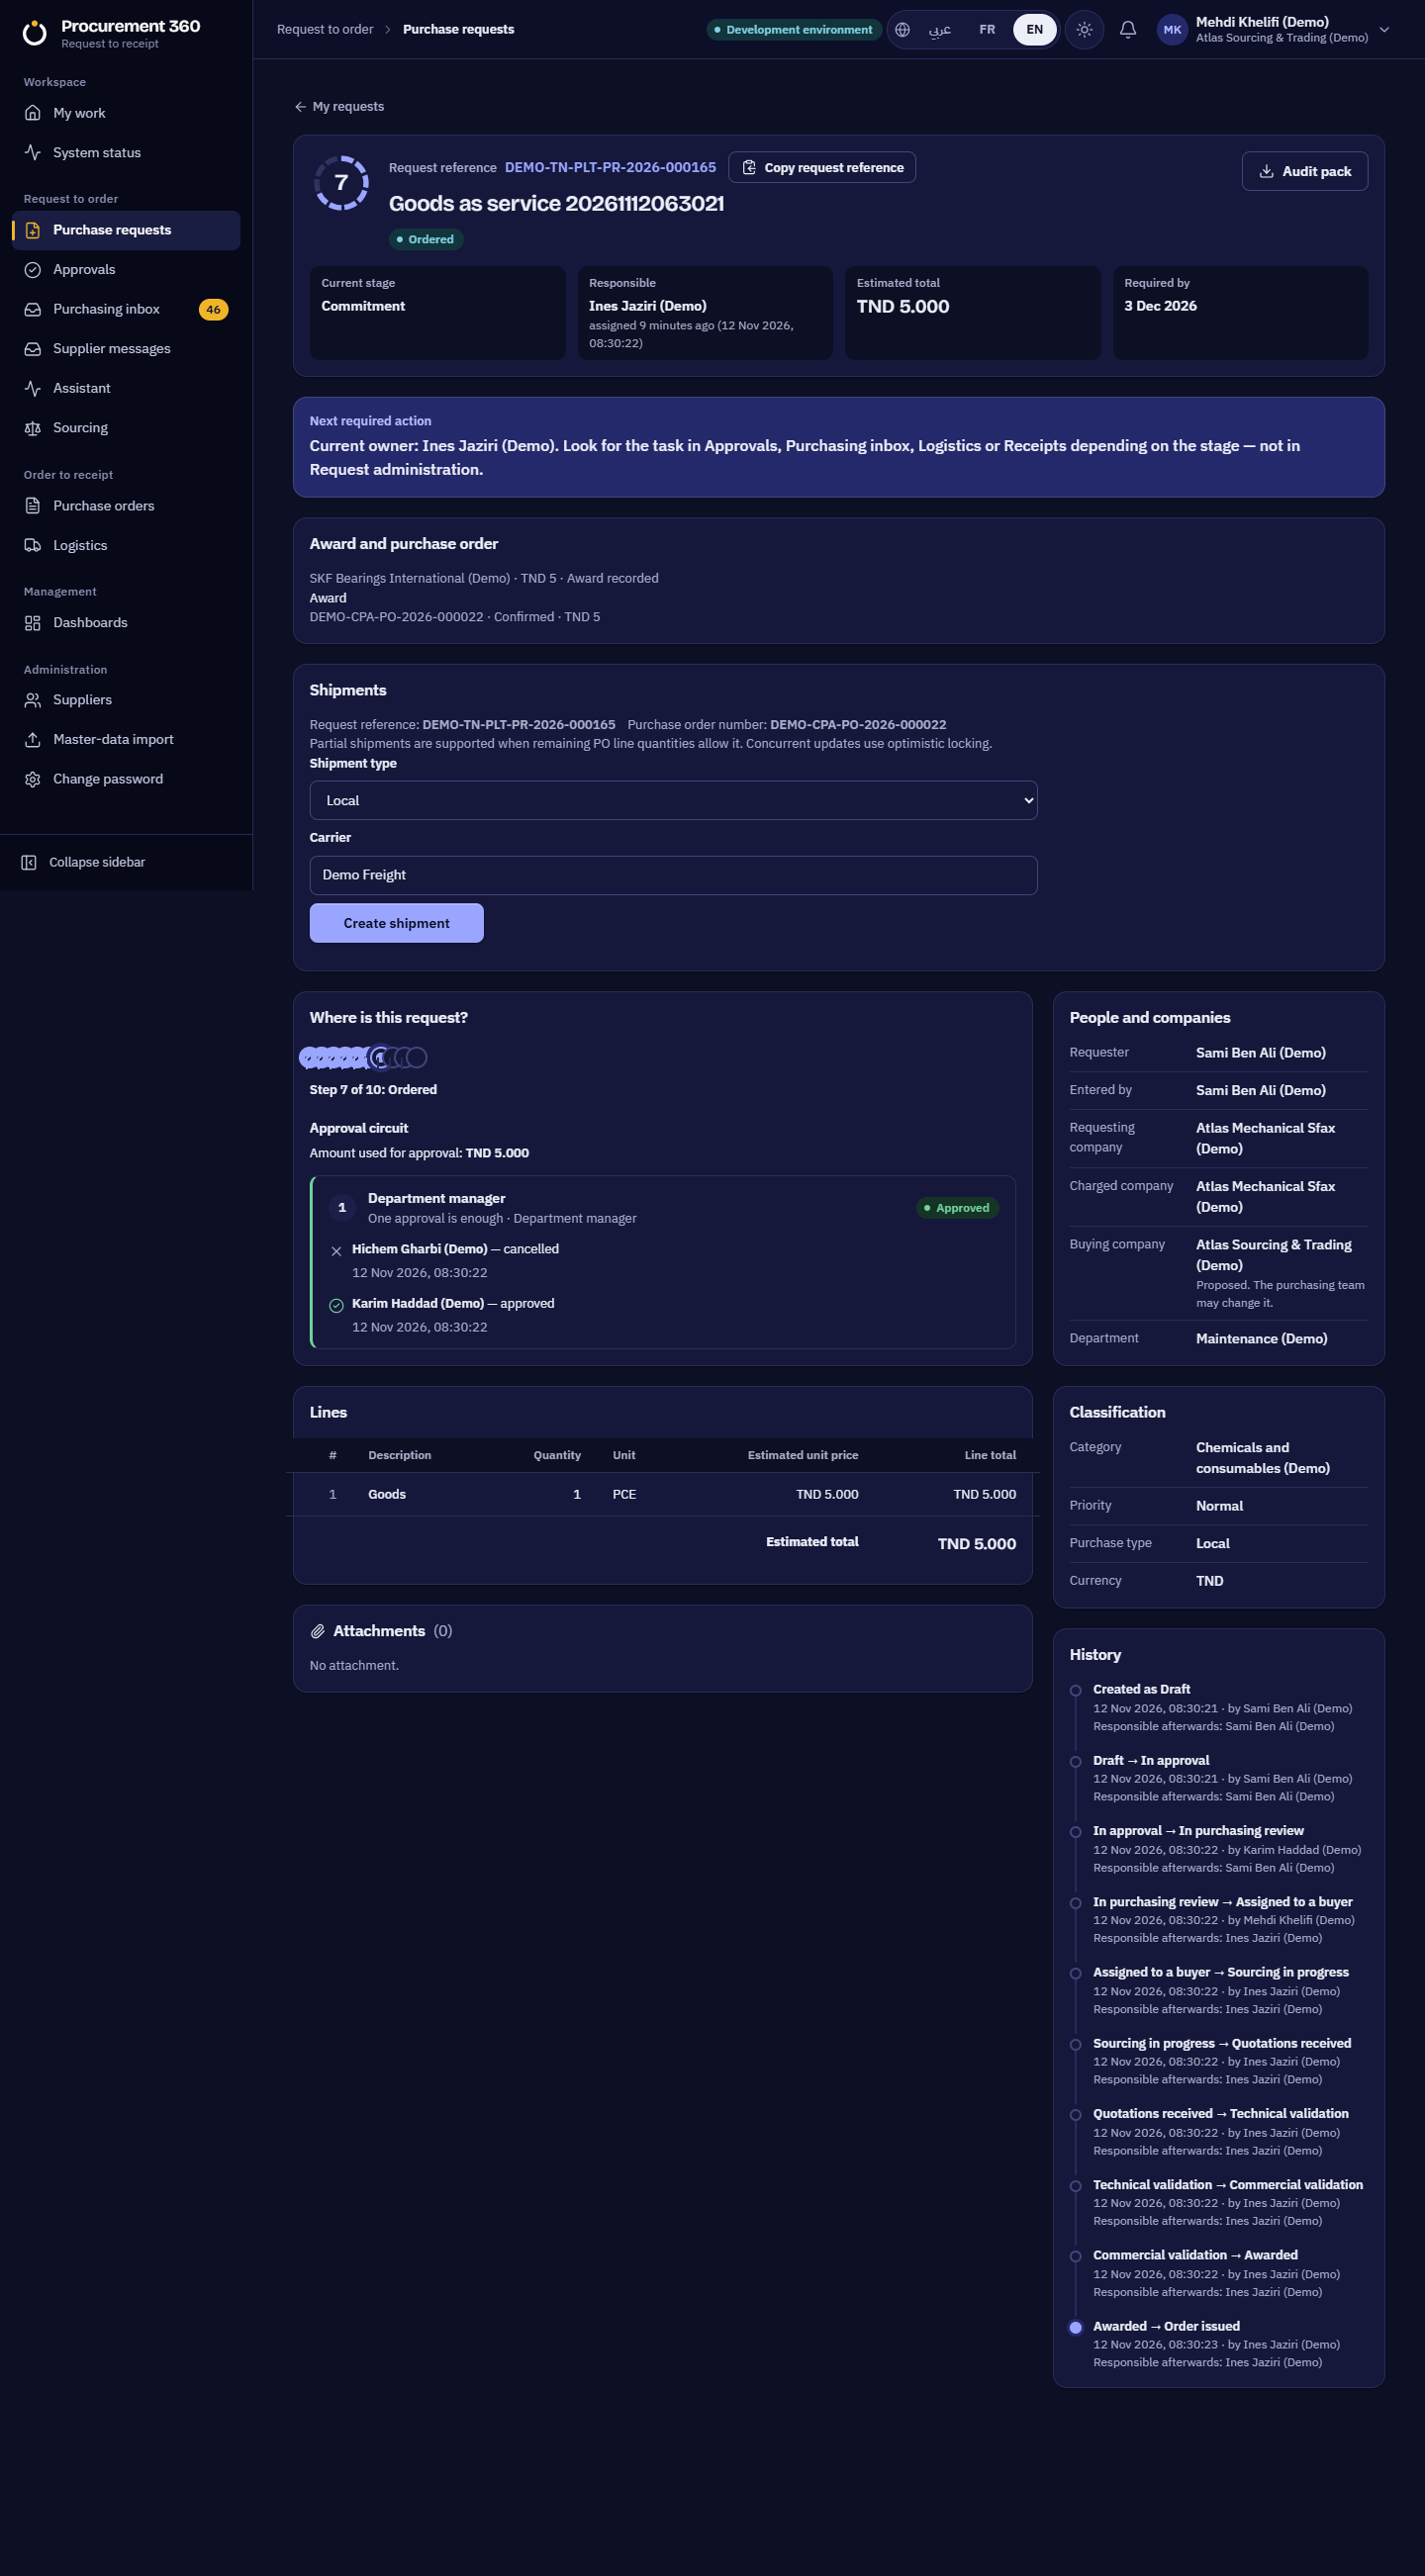 Procurement 360
Request to receipt
Workspace
My work
System status
Request to order
Purchase requests
Approvals
Purchasing inbox 46
Supplier messages
Assistant
Sourcing
Order to receipt
Purchase orders
Logistics
Management
Dashboards
Administration
Suppliers
Master-data import
Change password
Collapse sidebar
Request to order Purchase requests
Development environment
عربي FR EN
MK Mehdi Khelifi (Demo)
Atlas Sourcing & Trading (Demo)
My requests
7
Request reference DEMO-TN-PLT-PR-2026-000165 Copy request reference
Audit pack
Goods as service 20261112063021
Ordered
Current stage
Commitment
Responsible
Ines Jaziri (Demo)
assigned 9 minutes ago (12 Nov 2026,
08:30:22)
Estimated total
TND 5.000
Required by
3 Dec 2026
Next required action
Current owner: Ines Jaziri (Demo). Look for the task in Approvals, Purchasing inbox, Logistics or Receipts depending on the stage — not in
Request administration.
Award and purchase order
SKF Bearings International (Demo) · TND 5 · Award recorded
Award
DEMO-CPA-PO-2026-000022 · Confirmed · TND 5
Shipments
Request reference: DEMO-TN-PLT-PR-2026-000165 Purchase order number: DEMO-CPA-PO-2026-000022
Partial shipments are supported when remaining PO line quantities allow it. Concurrent updates use optimistic locking.
Shipment type
Local
Carrier
Demo Freight
Create shipment
Where is this request?
Step 7 of 10: Ordered
Approval circuit
Amount used for approval: TND 5.000
1 Department manager
One approval is enough · Department manager
Approved
Hichem Gharbi (Demo) — cancelled
12 Nov 2026, 08:30:22
Karim Haddad (Demo) — approved
12 Nov 2026, 08:30:22
Lines
# Description Quantity Unit Estimated unit price Line total
1 Goods 1 PCE TND 5.000 TND 5.000
Estimated total TND 5.000
Attachments (0)
No attachment.
People and companies
Requester Sami Ben Ali (Demo)
Entered by Sami Ben Ali (Demo)
Requesting company Atlas Mechanical Sfax (Demo)
Charged company Atlas Mechanical Sfax (Demo)
Buying company Atlas Sourcing & Trading (Demo)
Proposed. The purchasing team
may change it.
Department Maintenance (Demo)
Classification
Category Chemicals and consumables (Demo)
Priority Normal
Purchase type Local
Currency TND
History
Created as Draft
12 Nov 2026, 08:30:21 · by Sami Ben Ali (Demo)
Responsible afterwards: Sami Ben Ali (Demo)
Draft → In approval
12 Nov 2026, 08:30:21 · by Sami Ben Ali (Demo)
Responsible afterwards: Sami Ben Ali (Demo)
In approval → In purchasing review
12 Nov 2026, 08:30:22 · by Karim Haddad (Demo)
Responsible afterwards: Sami Ben Ali (Demo)
In purchasing review → Assigned to a buyer
12 Nov 2026, 08:30:22 · by Mehdi Khelifi (Demo)
Responsible afterwards: Ines Jaziri (Demo)
Assigned to a buyer → Sourcing in progress
12 Nov 2026, 08:30:22 · by Ines Jaziri (Demo)
Responsible afterwards: Ines Jaziri (Demo)
Sourcing in progress → Quotations received
12 Nov 2026, 08:30:22 · by Ines Jaziri (Demo)
Responsible afterwards: Ines Jaziri (Demo)
Quotations received → Technical validation
12 Nov 2026, 08:30:22 · by Ines Jaziri (Demo)
Responsible afterwards: Ines Jaziri (Demo)
Technical validation → Commercial validation
12 Nov 2026, 08:30:22 · by Ines Jaziri (Demo)
Responsible afterwards: Ines Jaziri (Demo)
Commercial validation → Awarded
12 Nov 2026, 08:30:22 · by Ines Jaziri (Demo)
Responsible afterwards: Ines Jaziri (Demo)
Awarded → Order issued
12 Nov 2026, 08:30:23 · by Ines Jaziri (Demo)
Responsible afterwards: Ines Jaziri (Demo)